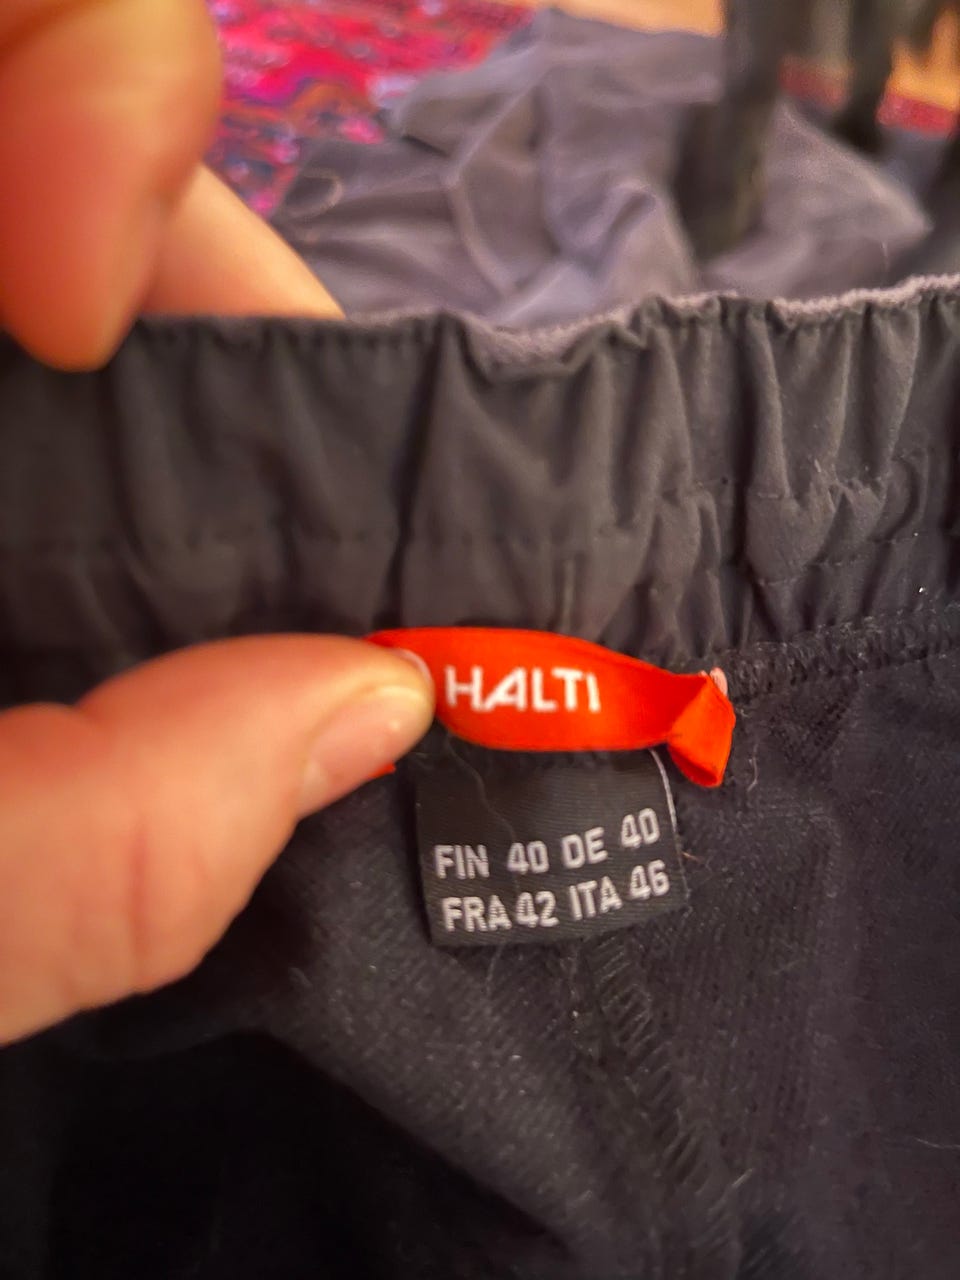 HALTI
FIN 40 DE 40
FRA 42 ITA 46